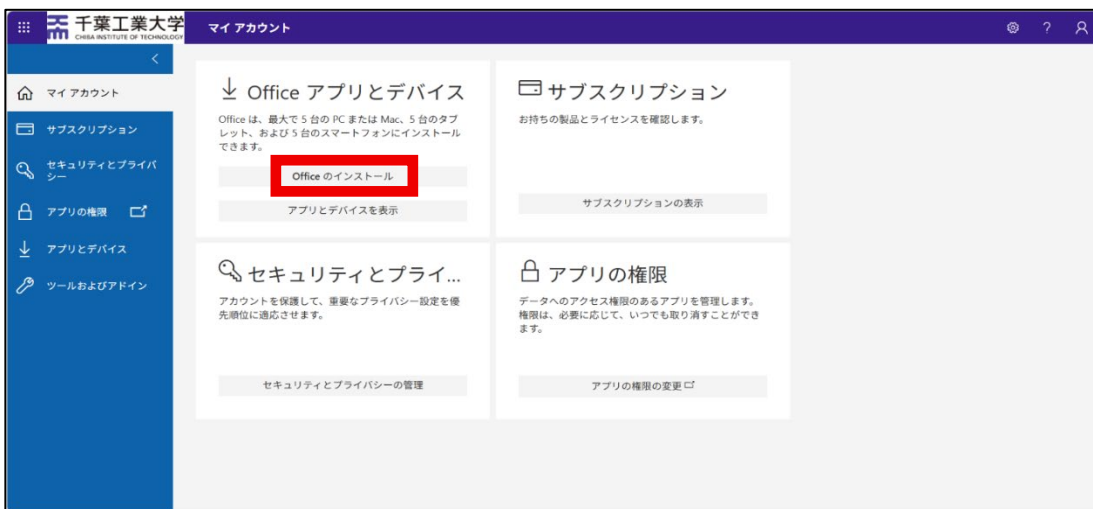 千葉工業大学
CHIBA INSTITUTE OF TECHNOLOGY
マイ アカウント
?
マイ アカウント
サブスクリプション
セキュリティとプライバ
シー
アプリの権限
アプリとデバイス
ツールおよびアドイン
Office アプリとデバイス
Office は、最大で 5 台の PC または Mac、5 台のタブ
レット、および 5 台のスマートフォンにインストール
できます。
Office のインストール
アプリとデバイスを表示
サブスクリプション
お持ちの製品とライセンスを確認します。
サブスクリプションの表示
セキュリティとプライ...
アカウントを保護して、重要なプライバシー設定を優
先順位に適応させます。
セキュリティとプライバシーの管理
アプリの権限
データへのアクセス権限のあるアプリを管理します。
権限は、必要に応じて、いつでも取り消すことができ
ます。
アプリの権限の変更